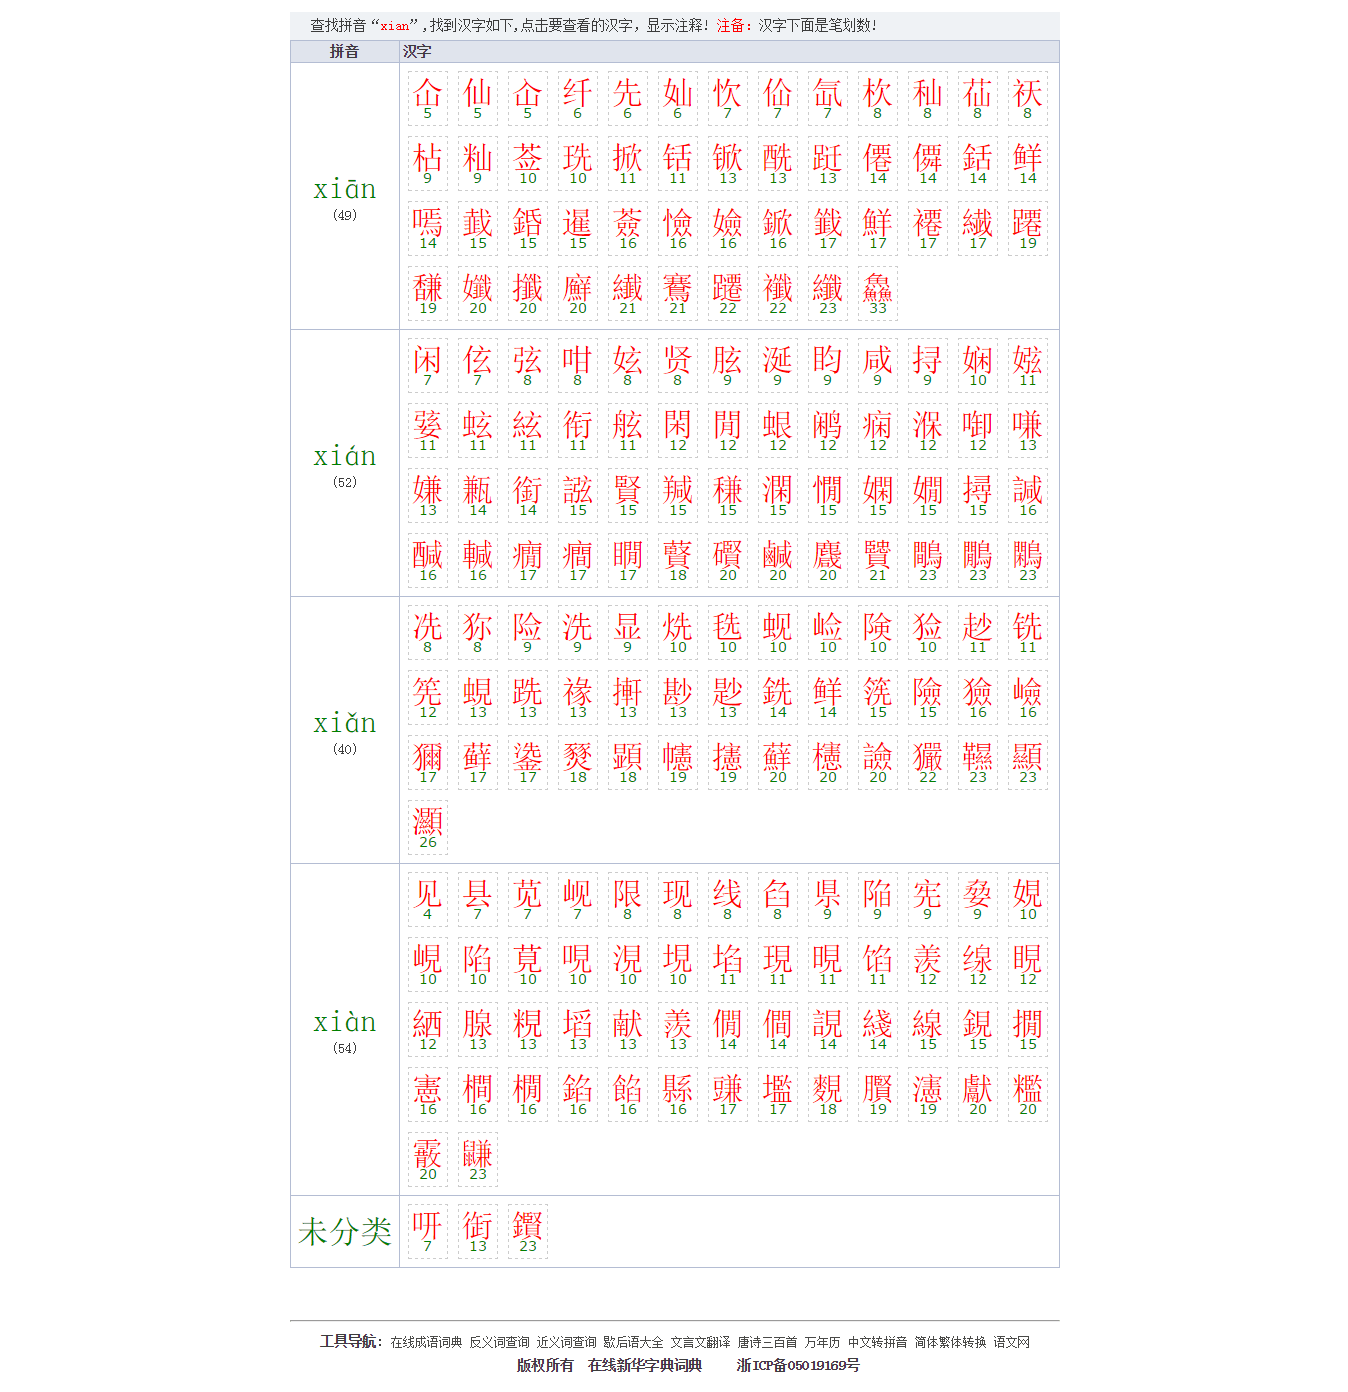 查找拼音“xian”,找到汉字如下,点击要查看的汉字，显示注释! 注备：汉字下面是笔划数!
拼音 汉字
xiān
(49)
仚 仙 屳 纤 先 奾 忺 仾 氙 杴 秈 苮 祆
5 5 5 6 6 6 7 7 7 8 8 8 8
枮 籼 莶 珗 掀 铦 锨 酰 跹 僊 僲 銛 鲜
9 9 10 10 11 11 13 13 13 14 14 14 14
嘕 韯 銽 暹 薟 憸 嬐 鍁 鍂 鮮 褼 繊 蹮
14 15 15 15 16 16 16 16 17 17 17 17 19
馦 孅 攕 廯 纎 鶱 躚 襳 纖 鱻
19 20 20 20 21 21 22 22 23 33
xián
(52)
闲 伭 弦 咁 妶 贤 胘 涎 昀 咸 挦 娴 娹
7 7 8 8 8 8 9 9 9 9 9 10 11
婱 蚿 絃 衔 舷 閑 閒 蛝 鹇 痫 湺 啣 嗛
11 11 11 11 11 12 12 12 12 12 12 12 13
嫌 甉 銜 誸 賢 羬 稴 澖 憪 嫻 嫺 撏 諴
13 14 14 15 15 15 15 15 15 15 15 15 16
醎 輱 癇 癎 瞯 藖 礥 鹹 麙 贒 鷴 鷳 鷼
16 16 17 17 17 18 20 20 20 21 23 23 23
xiǎn
(40)
冼 狝 险 洗 显 烍 毨 蚬 崄 険 猃 赻 铣
8 8 9 9 9 10 10 10 10 10 10 11 11
筅 蜆 跣 禒 搟 尟 尠 銑 鲜 箲 險 獫 嶮
12 13 13 13 13 13 13 14 14 15 15 16 16
獮 藓 鍌 燹 顕 幰 攇 蘚 櫶 譣 玁 韅 顯
17 17 17 18 18 19 19 20 20 20 22 23 23
灦
26
xiàn
(54)
见 县 苋 岘 限 现 线 臽 県 陥 宪 姭 娊
4 7 7 7 8 8 8 8 9 9 9 9 10
峴 陷 莧 哯 涀 垷 埳 現 晛 馅 羡 缐 睍
10 10 10 10 10 10 11 11 11 11 12 12 12
絤 腺 粯 塪 献 羨 僩 僴 誢 綫 線 鋧 撊
12 13 13 13 13 13 14 14 14 14 15 15 15
憲 橺 橌 錎 餡 縣 豏 壏 麲 臔 瀗 獻 糮
16 16 16 16 16 16 17 17 18 19 19 20 20
霰 鼸
20 23
未分类
哯 衘 鑦
7 13 23
工具导航：在线成语词典 反义词查询 近义词查询 歇后语大全 文言文翻译 唐诗三百首 万年历 中文转拼音 简体繁体转换 语文网
版权所有 在线新华字典词典 浙ICP备05019169号